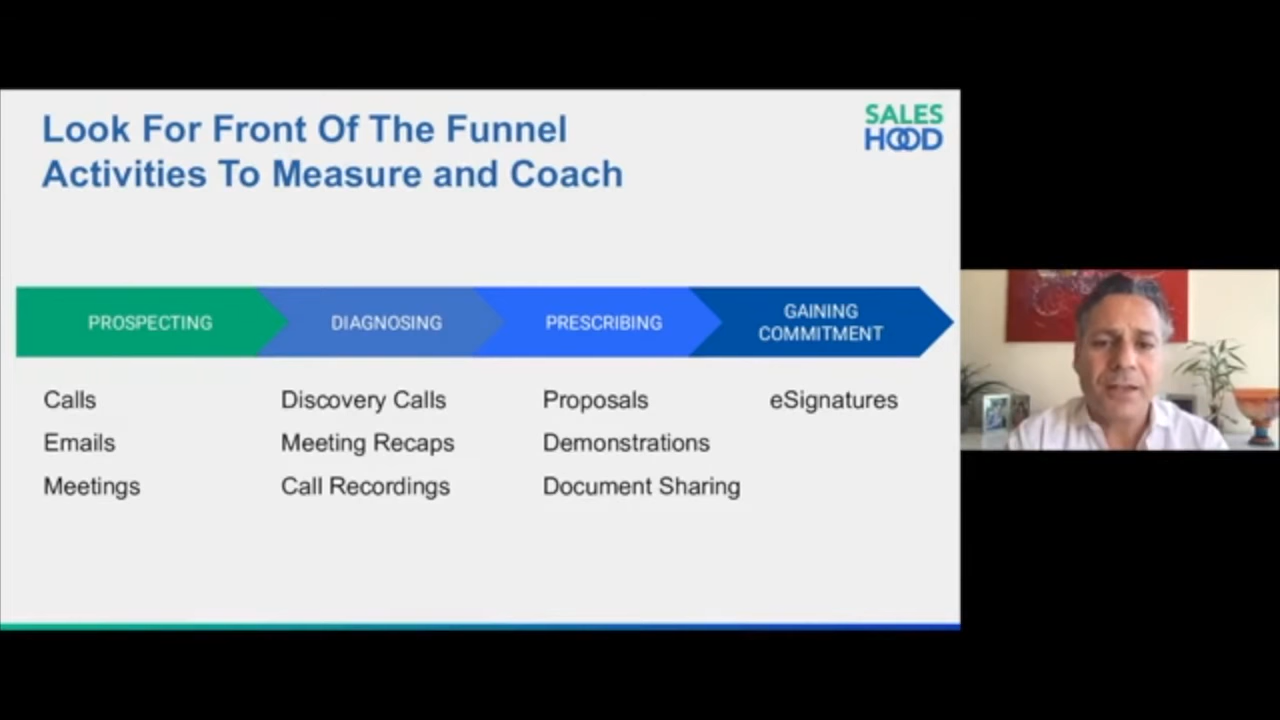 Look For Front Of The Funnel
Activities To Measure and Coach
SALES
HOOD
PROSPECTING
DIAGNOSING
PRESCRIBING
GAINING
COMMITMENT
Calls
Emails
Meetings
Discovery Calls
Meeting Recaps
Call Recordings
Proposals
Demonstrations
Document Sharing
eSignatures